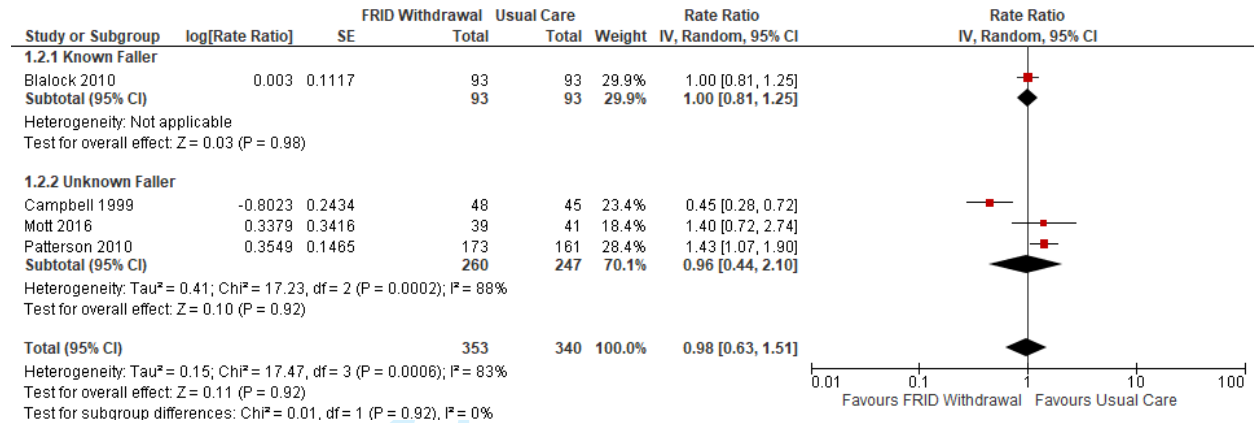 FRID Withdrawal Usual Care Rate Ratio Rate Ratio
Study or Subgroup log[Rate Ratio] SE Total Total Weight IV, Random, 95% CI IV, Random, 95% CI
1.2.1 Known Faller
Blalock 2010 0.003 0.1117 93 93 29.9% 1.00 [0.81, 1.25]
Subtotal (95% CI) 93 93 29.9% 1.00 [0.81, 1.25]
Heterogeneity: Not applicable
Test for overall effect: Z = 0.03 (P = 0.98)
1.2.2 Unknown Faller
Campbell 1999 -0.8023 0.2434 48 45 23.4% 0.45 [0.28, 0.72]
Mott 2016 0.3379 0.3416 39 41 18.4% 1.40 [0.72, 2.74]
Patterson 2010 0.3549 0.1465 173 161 28.4% 1.43 [1.07, 1.90]
Subtotal (95% CI) 260 247 70.1% 0.96 [0.44, 2.10]
Heterogeneity: Tau² = 0.41; Chi² = 17.23, df = 2 (P = 0.0002); I² = 88%
Test for overall effect: Z = 0.10 (P = 0.92)
Total (95% CI) 353 340 100.0% 0.98 [0.63, 1.51]
Heterogeneity: Tau² = 0.15; Chi² = 17.47, df = 3 (P = 0.0006); I² = 83%
Test for overall effect: Z = 0.11 (P = 0.92)
Test for subgroup differences: Chi² = 0.01, df = 1 (P = 0.92), I² = 0%
0.01 0.1 1 10 100
Favours FRID Withdrawal Favours Usual Care